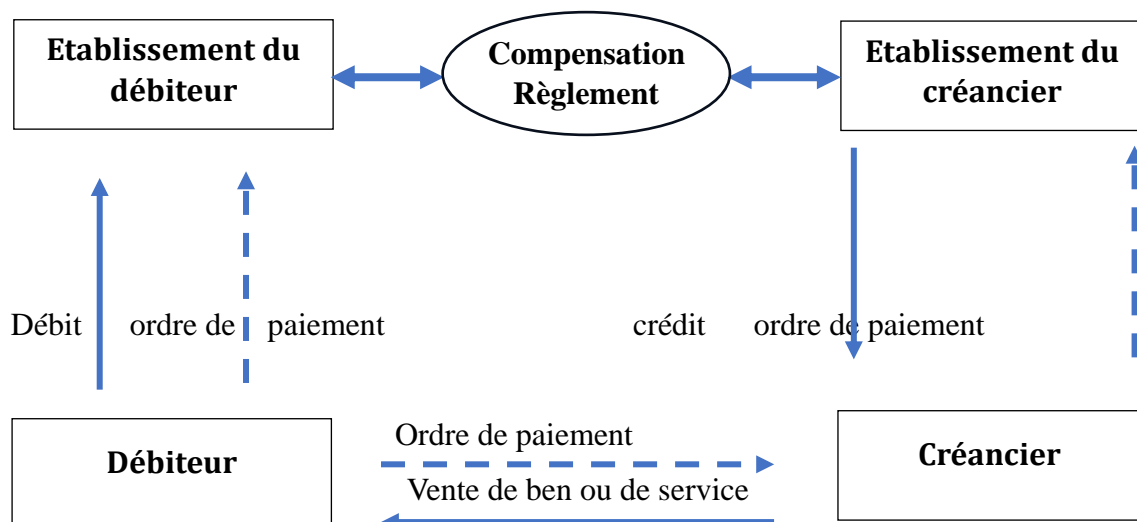 Etablissement du
débiteur
Compensation
Règlement
Etablissement du
créancier
Débit ordre de paiement
crédit ordre de paiement
Débiteur
Ordre de paiement
Vente de ben ou de service
Créancier